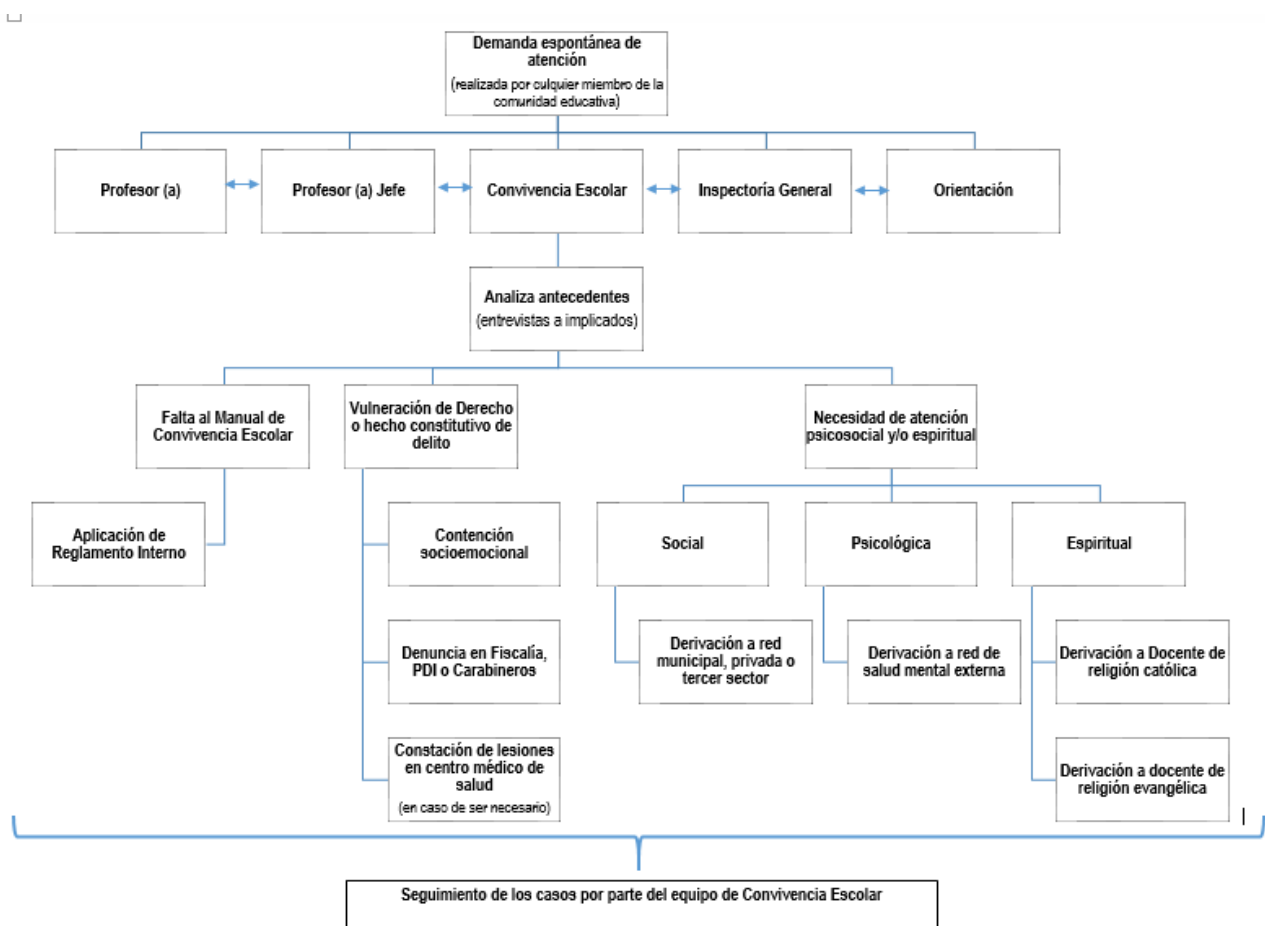 Demanda espontánea de
atención
(realizada por culquier miembro de la
comunidad educativa)
Profesor (a)
Profesor (a) Jefe
Convivencia Escolar
Inspectoría General
Orientación
Analiza antecedentes
(entrevistas a implicados)
Falta al Manual de
Convivencia Escolar
Vulneración de Derecho
o hecho constitutivo de
delito
Necesidad de atención
psicosocial y/o espiritual
Aplicación de
Reglamento Interno
Contención
socioemocional
Social
Psicológica
Espiritual
Denuncia en Fiscalía,
PDI o Carabineros
Derivación a red
municipal, privada o
tercer sector
Derivación a red de
salud mental externa
Derivación a Docente de
religión católica
Constación de lesiones
en centro médico de
salud
(en caso de ser necesario)
Derivación a docente de
religión evangélica
Seguimiento de los casos por parte del equipo de Convivencia Escolar